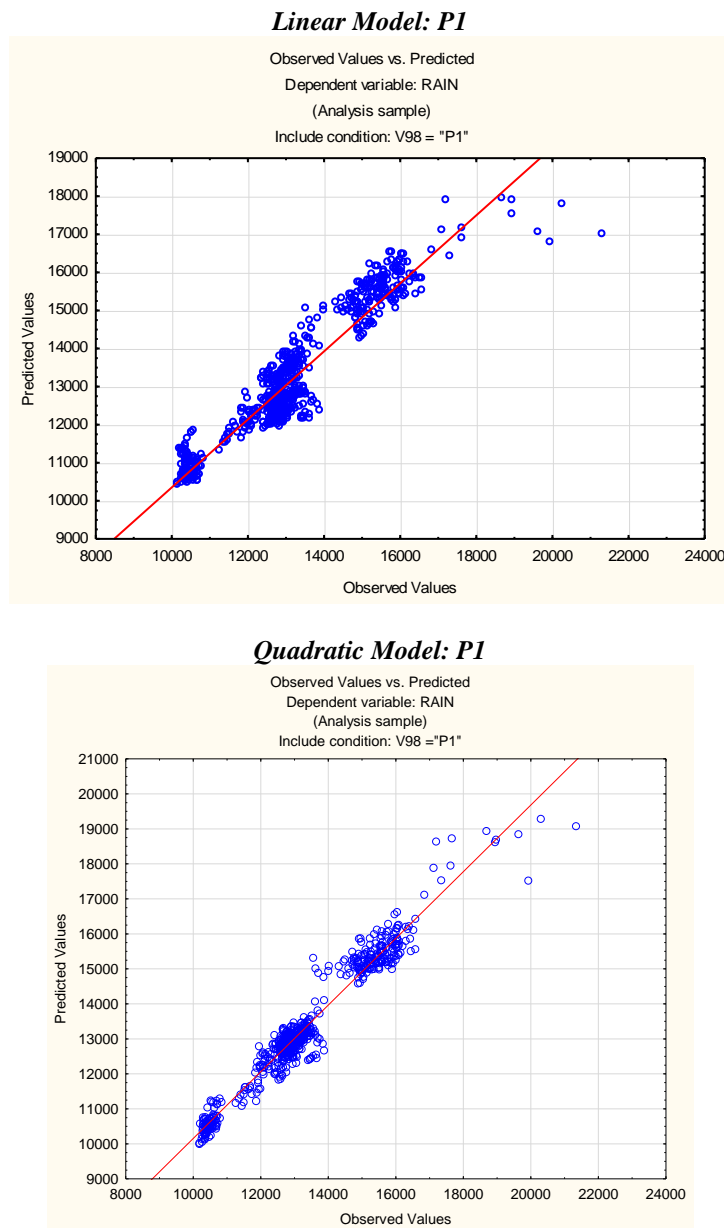 Linear Model: P1
Observed Values vs. Predicted
Dependent variable: RAIN
(Analysis sample)
Include condition: V98 = "P1"
19000
18000
17000
16000
15000
14000
13000
12000
11000
10000
9000
Predicted Values
8000 10000 12000 14000 16000 18000 20000 22000 24000
Observed Values
Quadratic Model: P1
Observed Values vs. Predicted
Dependent variable: RAIN
(Analysis sample)
Include condition: V98 ="P1"
21000
20000
19000
18000
17000
16000
15000
14000
13000
12000
11000
10000
9000
Predicted Values
8000 10000 12000 14000 16000 18000 20000 22000 24000
Observed Values